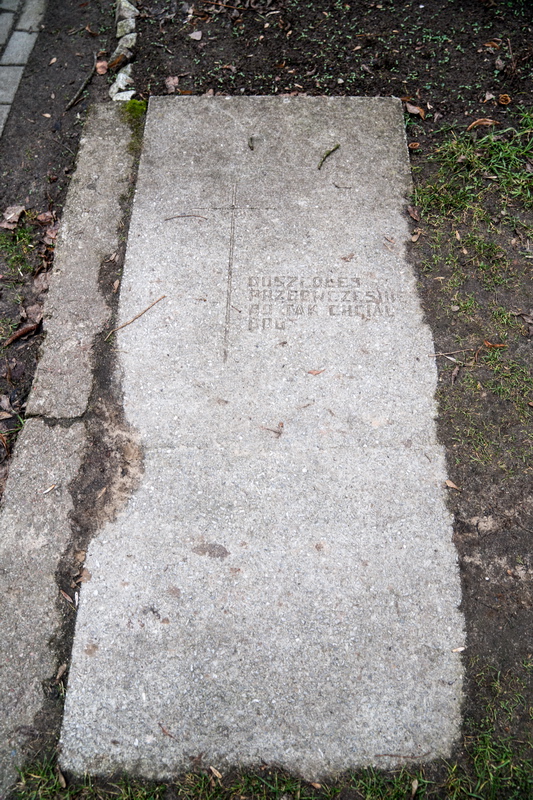 ODSZEDŁEŚ
PRZEDWCZEŚNIE
BO TAK CHCIAŁ
BÓG